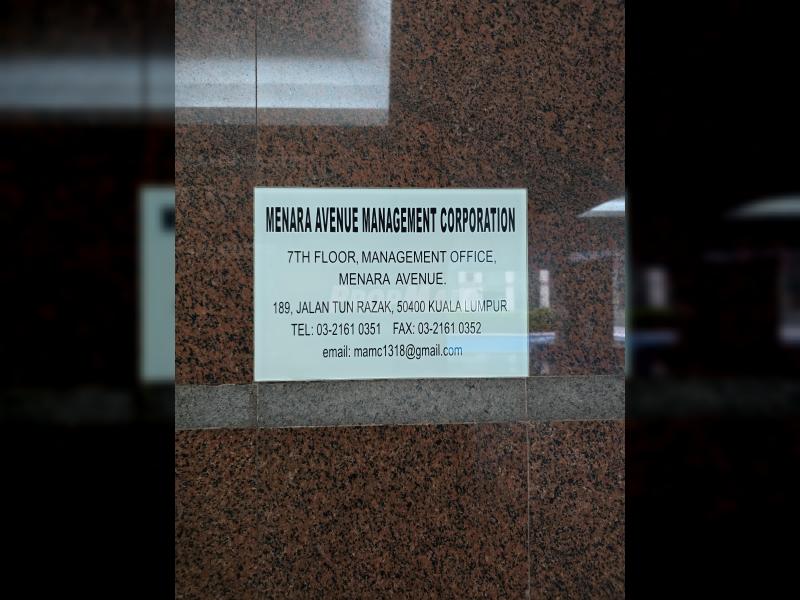 MENARA AVENUE MANAGEMENT CORPORATION
7TH FLOOR, MANAGEMENT OFFICE,
MENARA AVENUE.
189, JALAN TUN RAZAK, 50400 KUALA LUMPUR.
TEL: 03-2161 0351 FAX: 03-2161 0352
email: mamc1318@gmail.com